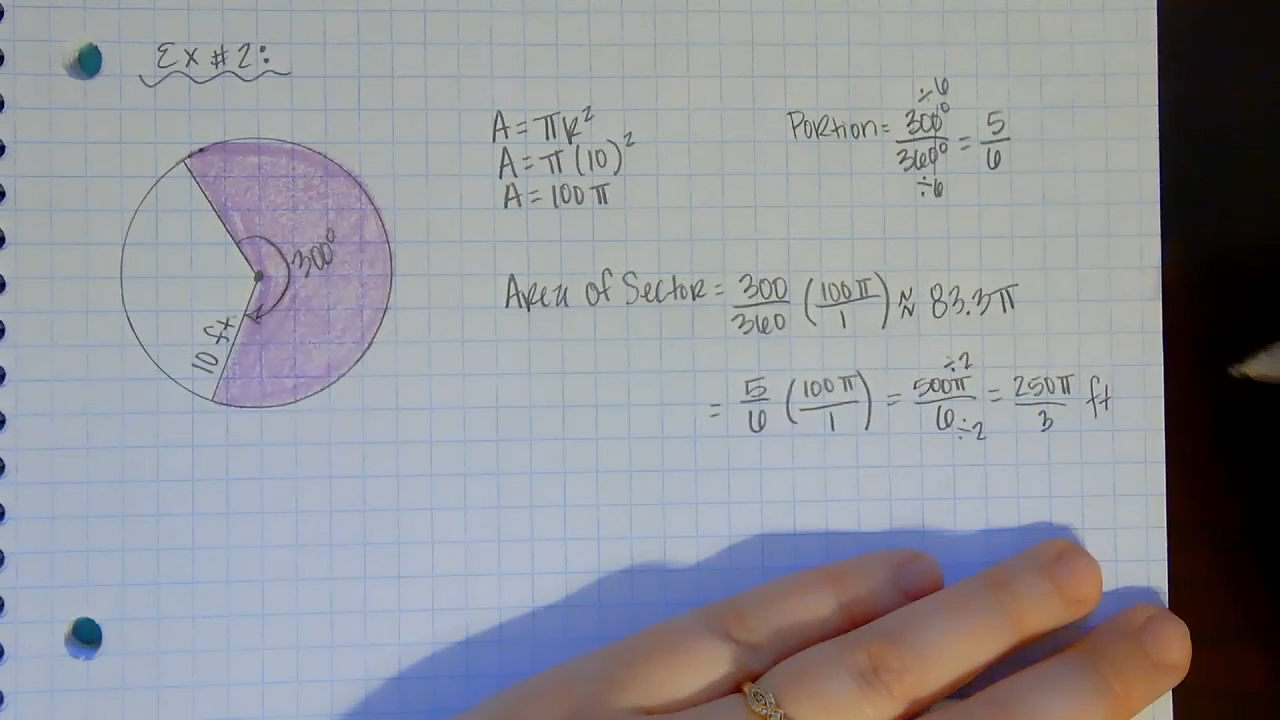 Ex #2:
A = πr²
A = π(10)²
A = 100π
÷6
Portion = 300°/360° = 5/6
÷6
300°
10 ft
Area of Sector = 300/360 (100π/1) ≈ 83.3π
÷2
= 5/6 (100π/1) = 500π/6 = 250π/3 ft
÷2